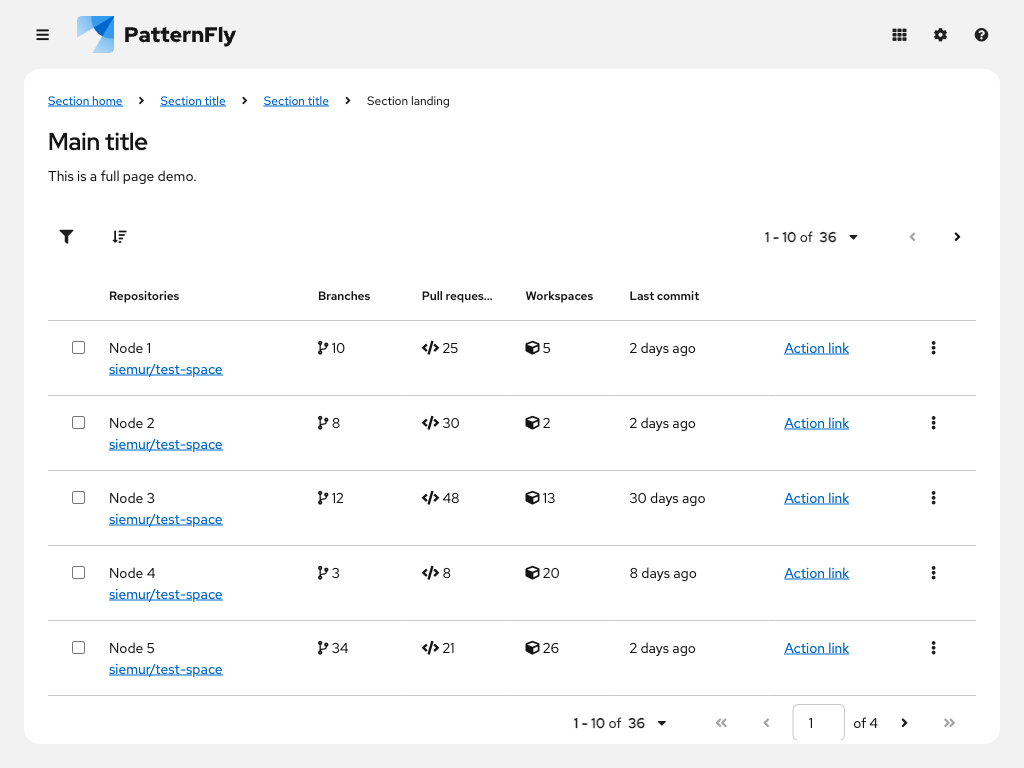 PatternFly
Section home Section title Section title Section landing
Main title
This is a full page demo.
1 - 10 of 36
Repositories Branches Pull reques... Workspaces Last commit
Node 1 10 25 5 2 days ago Action link
siemur/test-space
Node 2 8 30 2 2 days ago Action link
siemur/test-space
Node 3 12 48 13 30 days ago Action link
siemur/test-space
Node 4 3 8 20 8 days ago Action link
siemur/test-space
Node 5 34 21 26 2 days ago Action link
siemur/test-space
1 - 10 of 36 1 of 4